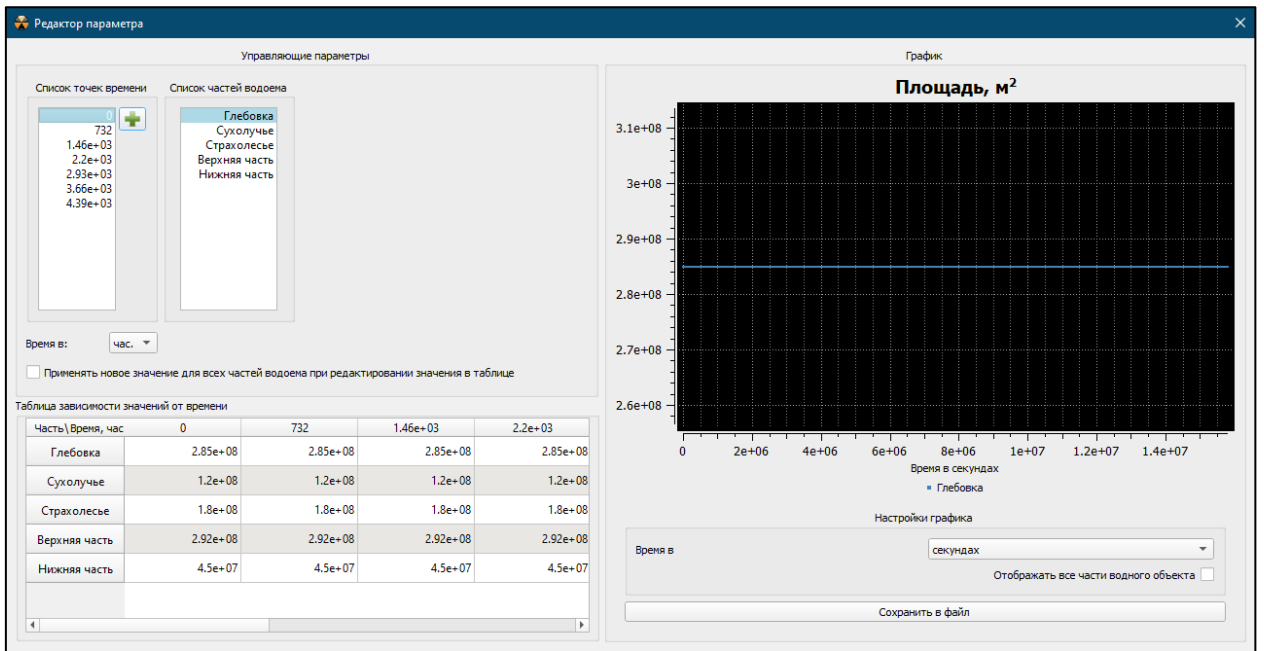 Редактор параметра
Управляющие параметры
Список точек времени
Список частей водоема
0
732
1.46e+03
2.2e+03
2.93e+03
3.66e+03
4.39e+03
Глебовка
Сухолучье
Страхолесье
Верхняя часть
Нижняя часть
Время в: час.
Применять новое значение для всех частей водоема при редактировании значения в таблице
Таблица зависимости значений от времени
Часть\Время, час 0 732 1.46e+03 2.2e+03
Глебовка 2.85e+08 2.85e+08 2.85e+08 2.85e+08
Сухолучье 1.2e+08 1.2e+08 1.2e+08 1.2e+08
Страхолесье 1.8e+08 1.8e+08 1.8e+08 1.8e+08
Верхняя часть 2.92e+08 2.92e+08 2.92e+08 2.92e+08
Нижняя часть 4.5e+07 4.5e+07 4.5e+07 4.5e+07
График
Площадь, м²
3.1e+08
3e+08
2.9e+08
2.8e+08
2.7e+08
2.6e+08
0 2e+06 4e+06 6e+06 8e+06 1e+07 1.2e+07 1.4e+07
Время в секундах
Глебовка
Настройки графика
Время в секундах
Отображать все части водного объекта
Сохранить в файл